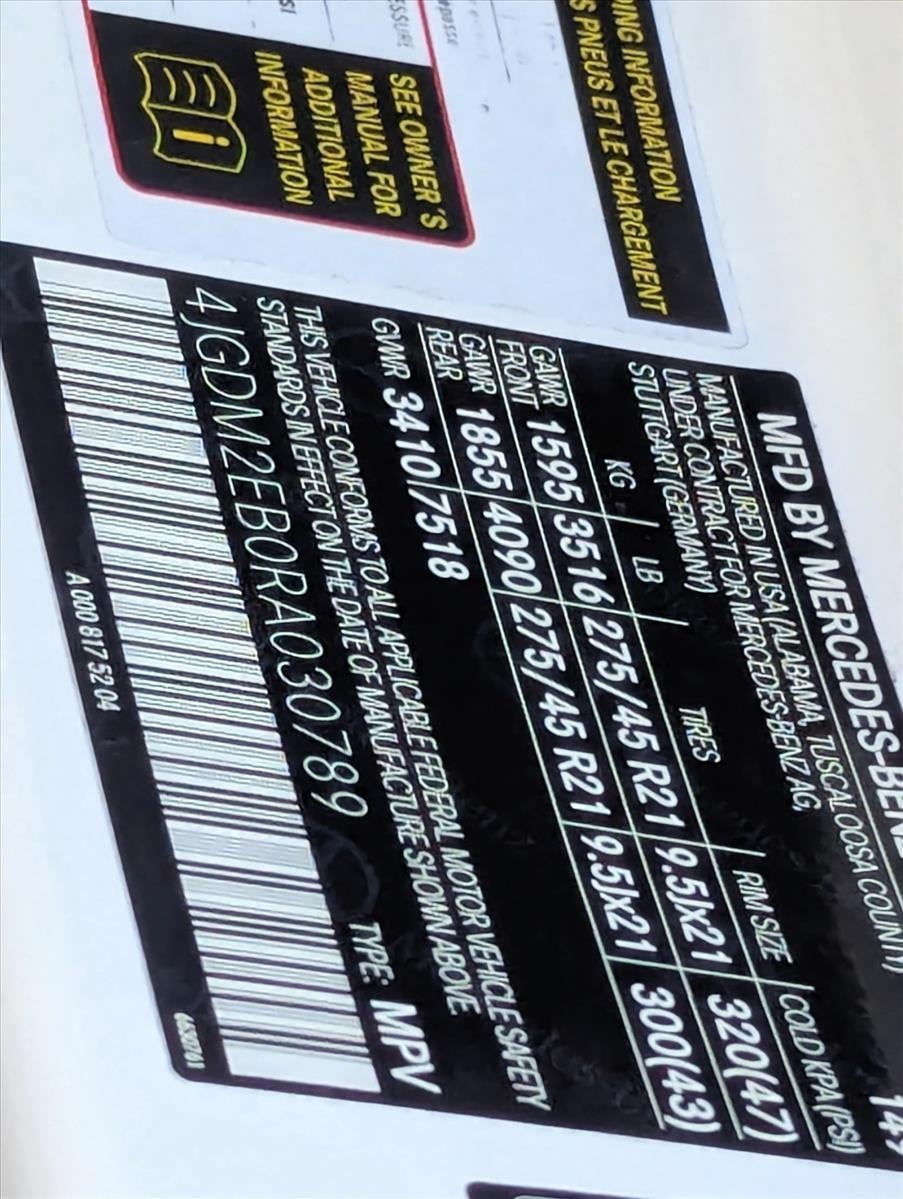 ING INFORMATION
S PNEUS ET LE CHARGEMENT
SSURE
SI
SEE OWNER'S
MANUAL FOR
ADDITIONAL
INFORMATION
i
MFD BY MERCEDES-BEN
MANUFACTURED IN USA (ALABAMA, TUSCALOOSA COUNTY)
UNDER CONTRACT FOR MERCEDES-BENZ AG,
STUTTGART (GERMANY)
KG LB TIRES RIM SIZE COLD KPA(PSI)
GAWR FRONT 1595 3516 275/45 R21 9.5Jx21 320(47)
GAWR REAR 1855 4090 275/45 R21 9.5Jx21 300(43)
GVWR 3410 7518
THIS VEHICLE CONFORMS TO ALL APPLICABLE FEDERAL MOTOR VEHICLE SAFETY
STANDARDS IN EFFECT ON THE DATE OF MANUFACTURE SHOWN ABOVE
4JGDM2EB0RA030789 TYPE: MPV
A 000 817 52 04